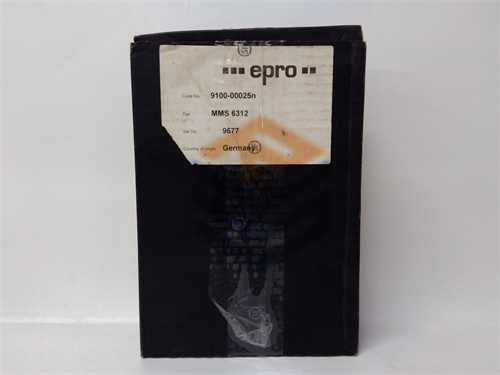 epro
Code No. 9100-00025n
Typ: MMS 6312
Ser.No. 9677
Country of origin Germany